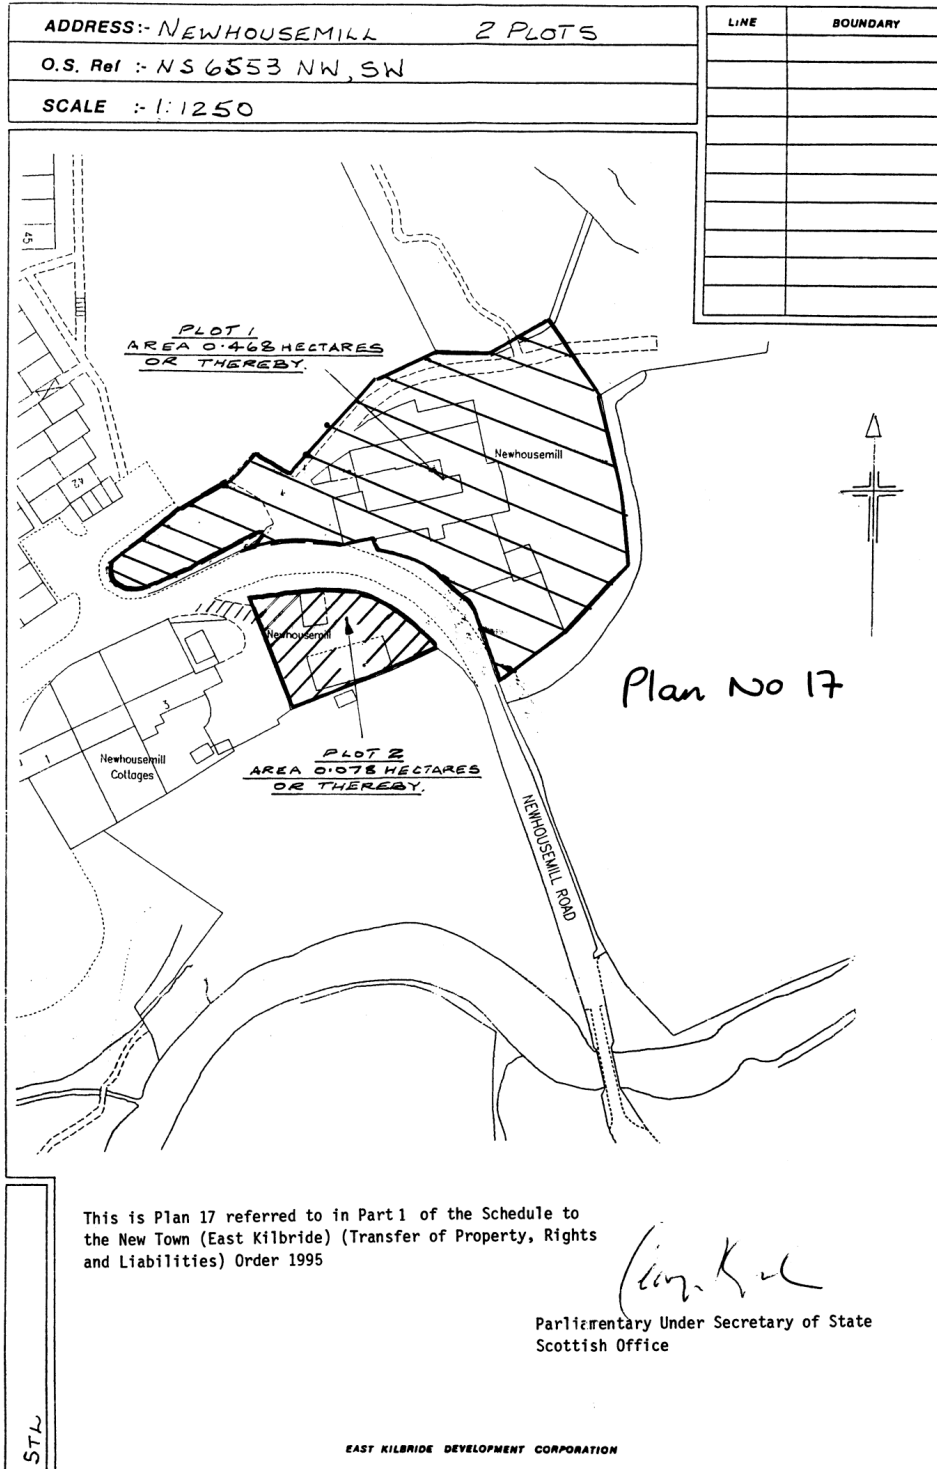 ADDRESS:- NEWHOUSEMILL 2 PLOTS
O.S. Ref :- NS 6553 NW, SW
SCALE :- 1:1250
LINE BOUNDARY
45
PLOT 1
AREA 0.468 HECTARES
OR THEREBY.
Newhousemill
42
Newhousemill
Plan No 17
3
1
Newhousemill
Cottages
PLOT 2
AREA 0.078 HECTARES
OR THEREBY.
NEWHOUSEMILL ROAD
This is Plan 17 referred to in Part 1 of the Schedule to
the New Town (East Kilbride) (Transfer of Property, Rights
and Liabilities) Order 1995
Parliamentary Under Secretary of State
Scottish Office
STL
EAST KILBRIDE DEVELOPMENT CORPORATION